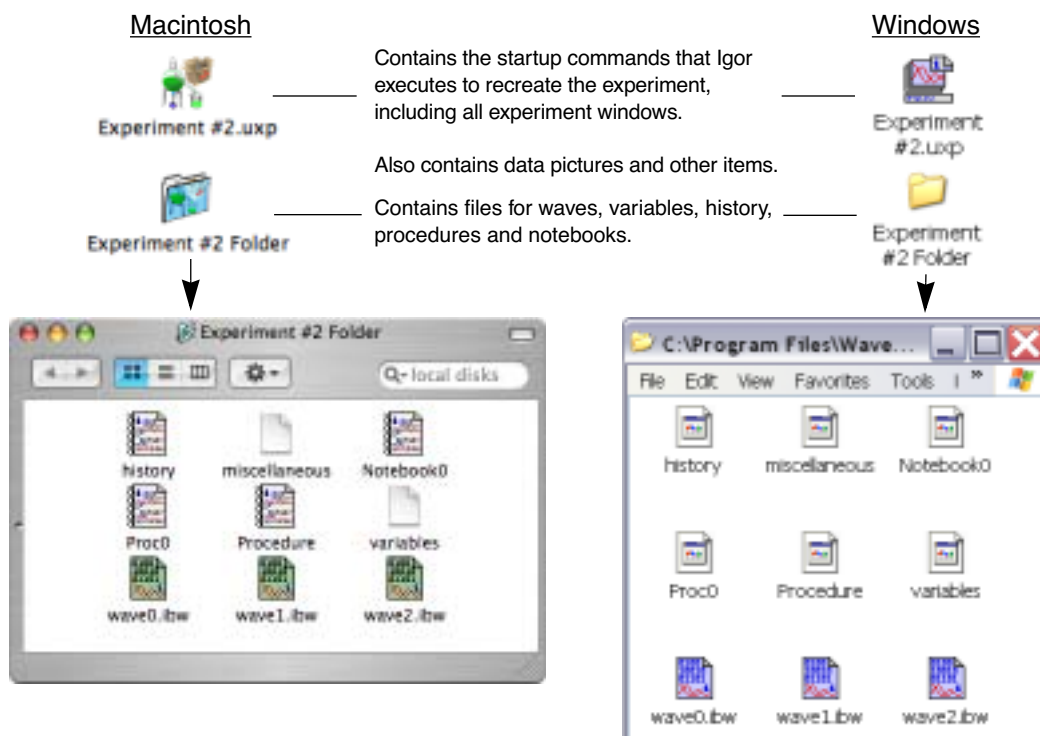 Macintosh
Windows
Contains the startup commands that Igor
executes to recreate the experiment,
including all experiment windows.
Experiment #2.uxp
Experiment
#2.uxp
Also contains data pictures and other items.
Contains files for waves, variables, history,
procedures and notebooks.
Experiment #2 Folder
Experiment
#2 Folder
Experiment #2 Folder
local disks
history
miscellaneous
Notebook0
Proc0
Procedure
variables
wave0.ibw
wave1.ibw
wave2.ibw
C:\Program Files\Wave...
File Edit View Favorites Tools »
history
miscellaneous
Notebook0
Proc0
Procedure
variables
wave0.ibw
wave1.ibw
wave2.ibw